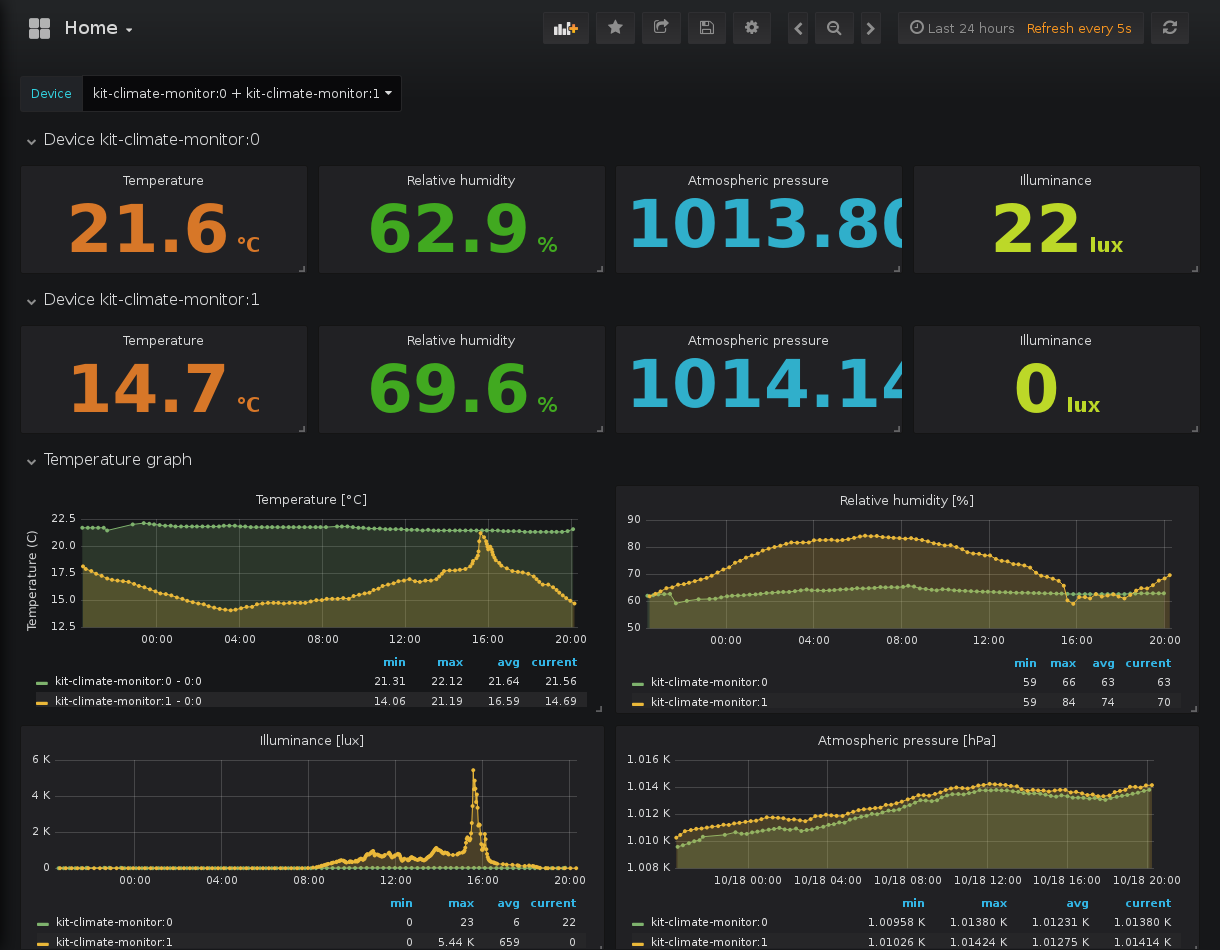 Home
Last 24 hours Refresh every 5s
Device kit-climate-monitor:0 + kit-climate-monitor:1
Device kit-climate-monitor:0
Temperature Relative humidity Atmospheric pressure Illuminance
21.6 °C 62.9 % 1013.80 22 lux
Device kit-climate-monitor:1
Temperature Relative humidity Atmospheric pressure Illuminance
14.7 °C 69.6 % 1014.14 0 lux
Temperature graph
Temperature [°C]
Temperature (C)
22.5
20.0
17.5
15.0
12.5
00:00 04:00 08:00 12:00 16:00 20:00
min max avg current
kit-climate-monitor:0 - 0:0 21.31 22.12 21.64 21.56
kit-climate-monitor:1 - 0:0 14.06 21.19 16.59 14.69
Relative humidity [%]
90
80
70
60
50
00:00 04:00 08:00 12:00 16:00 20:00
min max avg current
kit-climate-monitor:0 59 66 63 63
kit-climate-monitor:1 59 84 74 70
Illuminance [lux]
6 K
4 K
2 K
0
00:00 04:00 08:00 12:00 16:00 20:00
min max avg current
kit-climate-monitor:0 0 23 6 22
kit-climate-monitor:1 0 5.44 K 659 0
Atmospheric pressure [hPa]
1.016 K
1.014 K
1.012 K
1.010 K
1.008 K
10/18 00:00 10/18 04:00 10/18 08:00 10/18 12:00 10/18 16:00 10/18 20:00
min max avg current
kit-climate-monitor:0 1.00958 K 1.01380 K 1.01231 K 1.01380 K
kit-climate-monitor:1 1.01026 K 1.01424 K 1.01275 K 1.01414 K